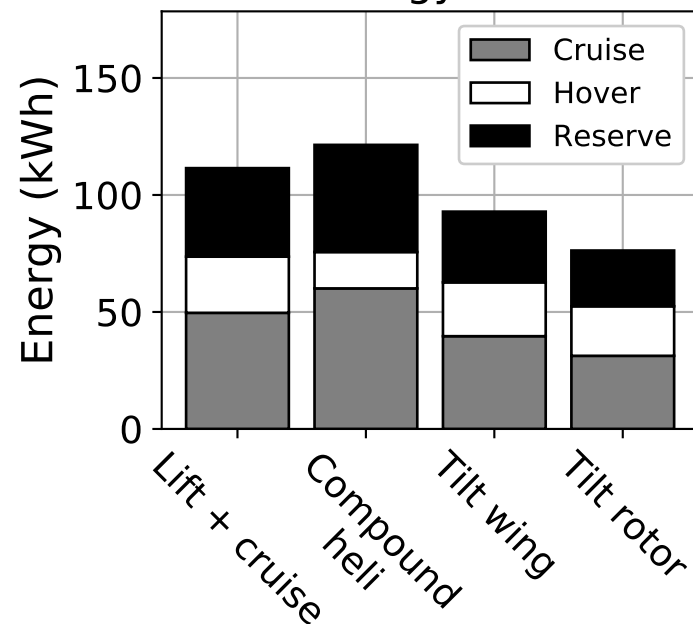 Energy (kWh)
150
100
50
0
Cruise
Hover
Reserve
Lift + cruise
Compound
heli
Tilt wing
Tilt rotor